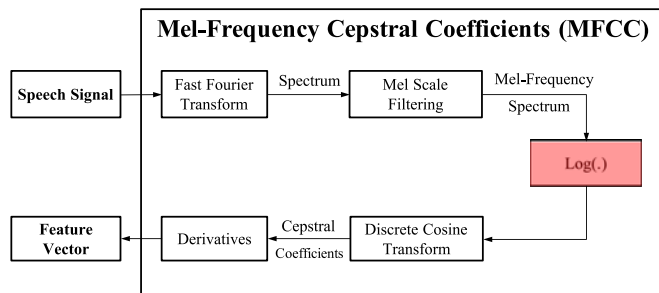 Mel-Frequency Cepstral Coefficients (MFCC)
Speech Signal
Fast Fourier
Transform
Spectrum
Mel Scale
Filtering
Mel-Frequency
Spectrum
Log(.)
Feature
Vector
Derivatives
Cepstral
Coefficients
Discrete Cosine
Transform